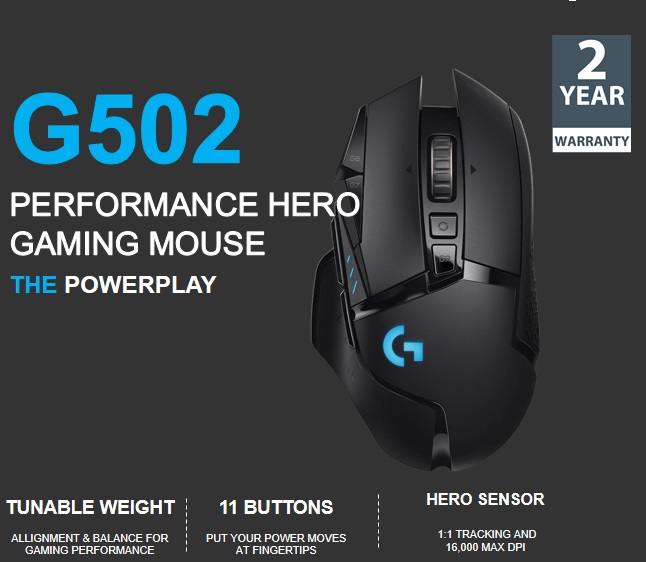 2
YEAR
WARRANTY
G502
PERFORMANCE HERO
GAMING MOUSE
THE POWERPLAY
G
TUNABLE WEIGHT
ALLIGNMENT & BALANCE FOR
GAMING PERFORMANCE
11 BUTTONS
PUT YOUR POWER MOVES
AT FINGERTIPS
HERO SENSOR
1:1 TRACKING AND
16,000 MAX DPI